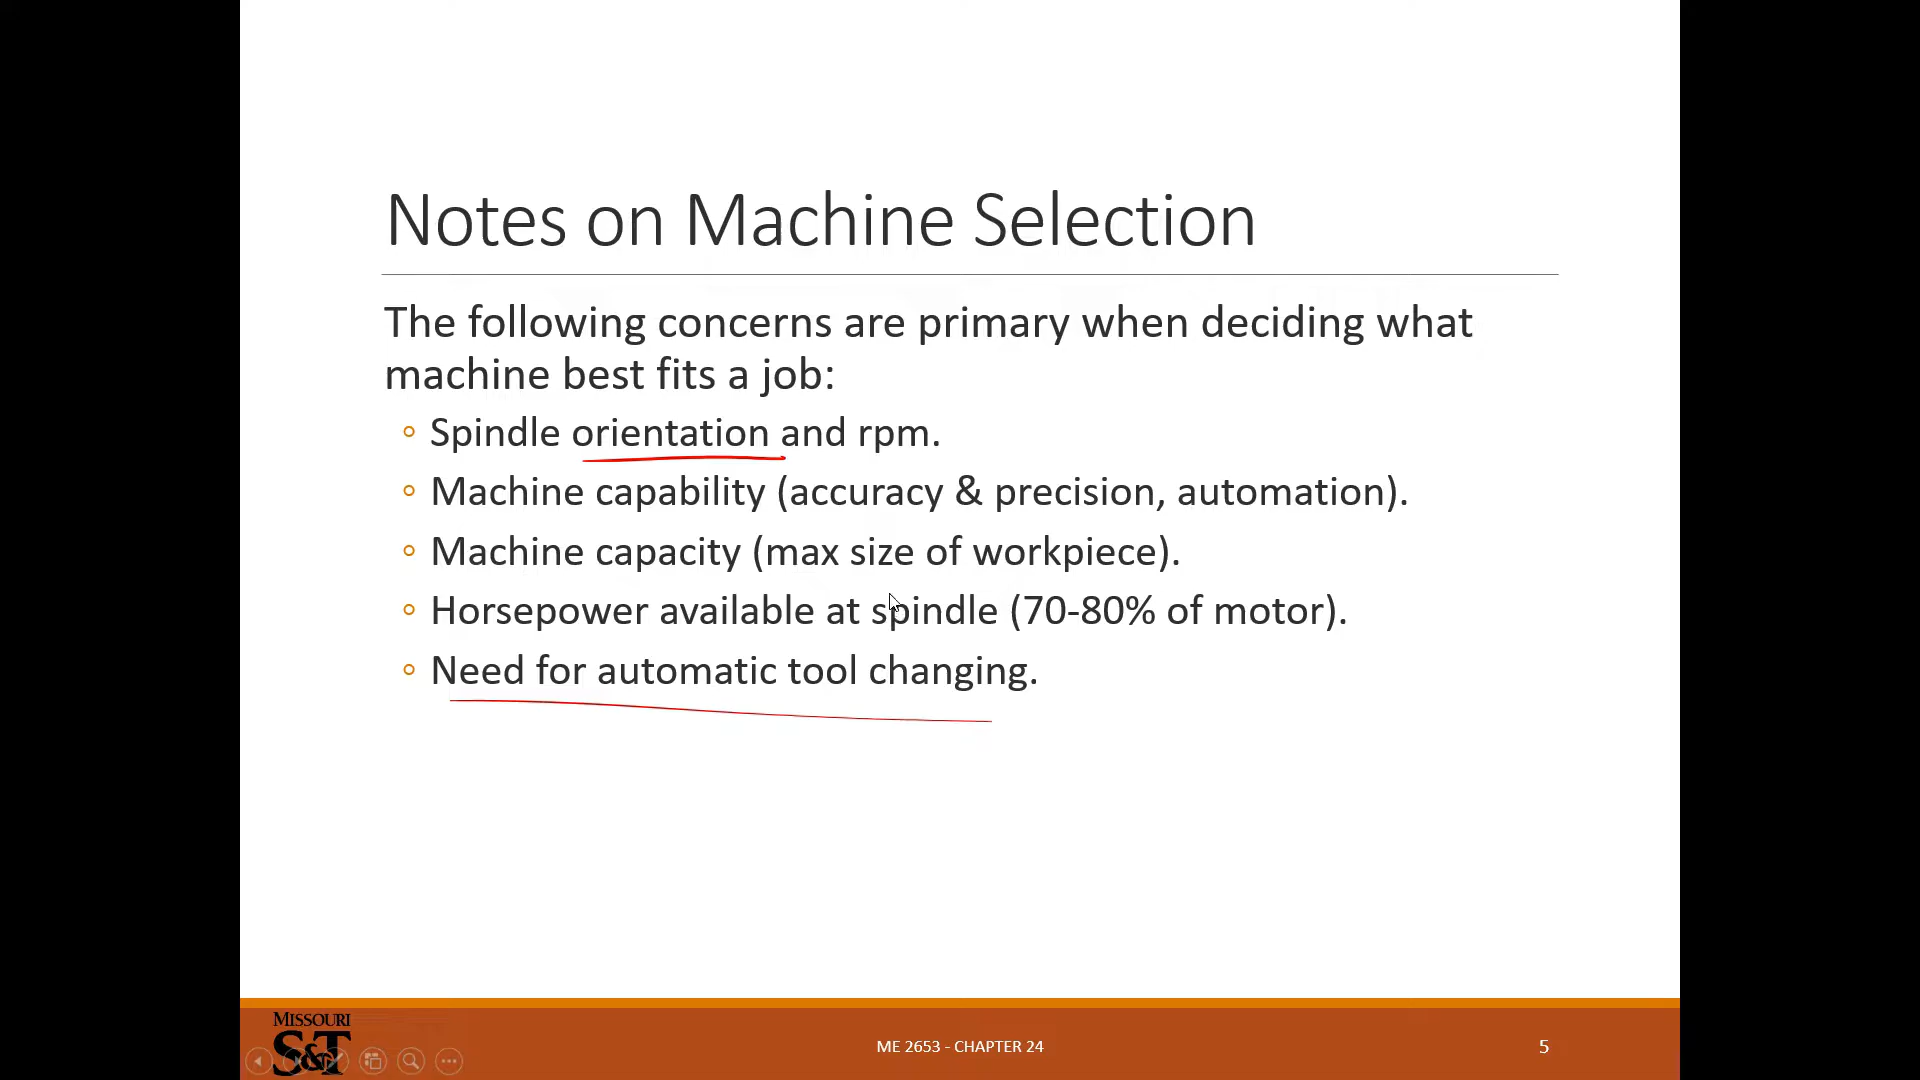 Notes on Machine Selection
The following concerns are primary when deciding what
machine best fits a job:
Spindle orientation and rpm.
Machine capability (accuracy & precision, automation).
Machine capacity (max size of workpiece).
Horsepower available at spindle (70-80% of motor).
Need for automatic tool changing.
MISSOURI
S&T
ME 2653 - CHAPTER 24
5